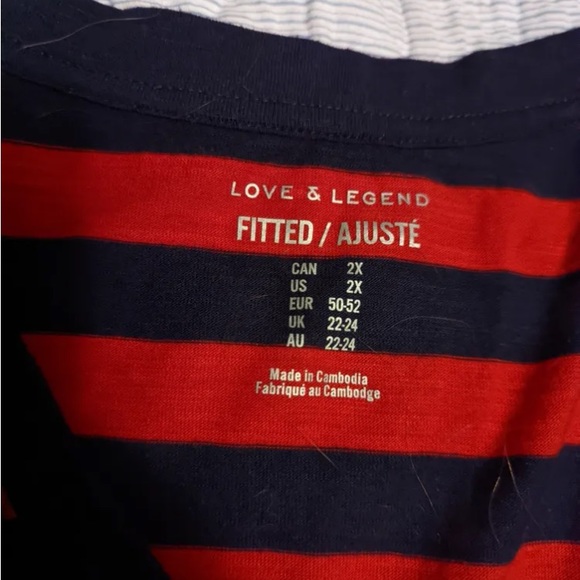 LOVE & LEGEND
FITTED / AJUSTÉ
CAN 2X
US 2X
EUR 50-52
UK 22-24
AU 22-24
Made in Cambodia
Fabriqué au Cambodge